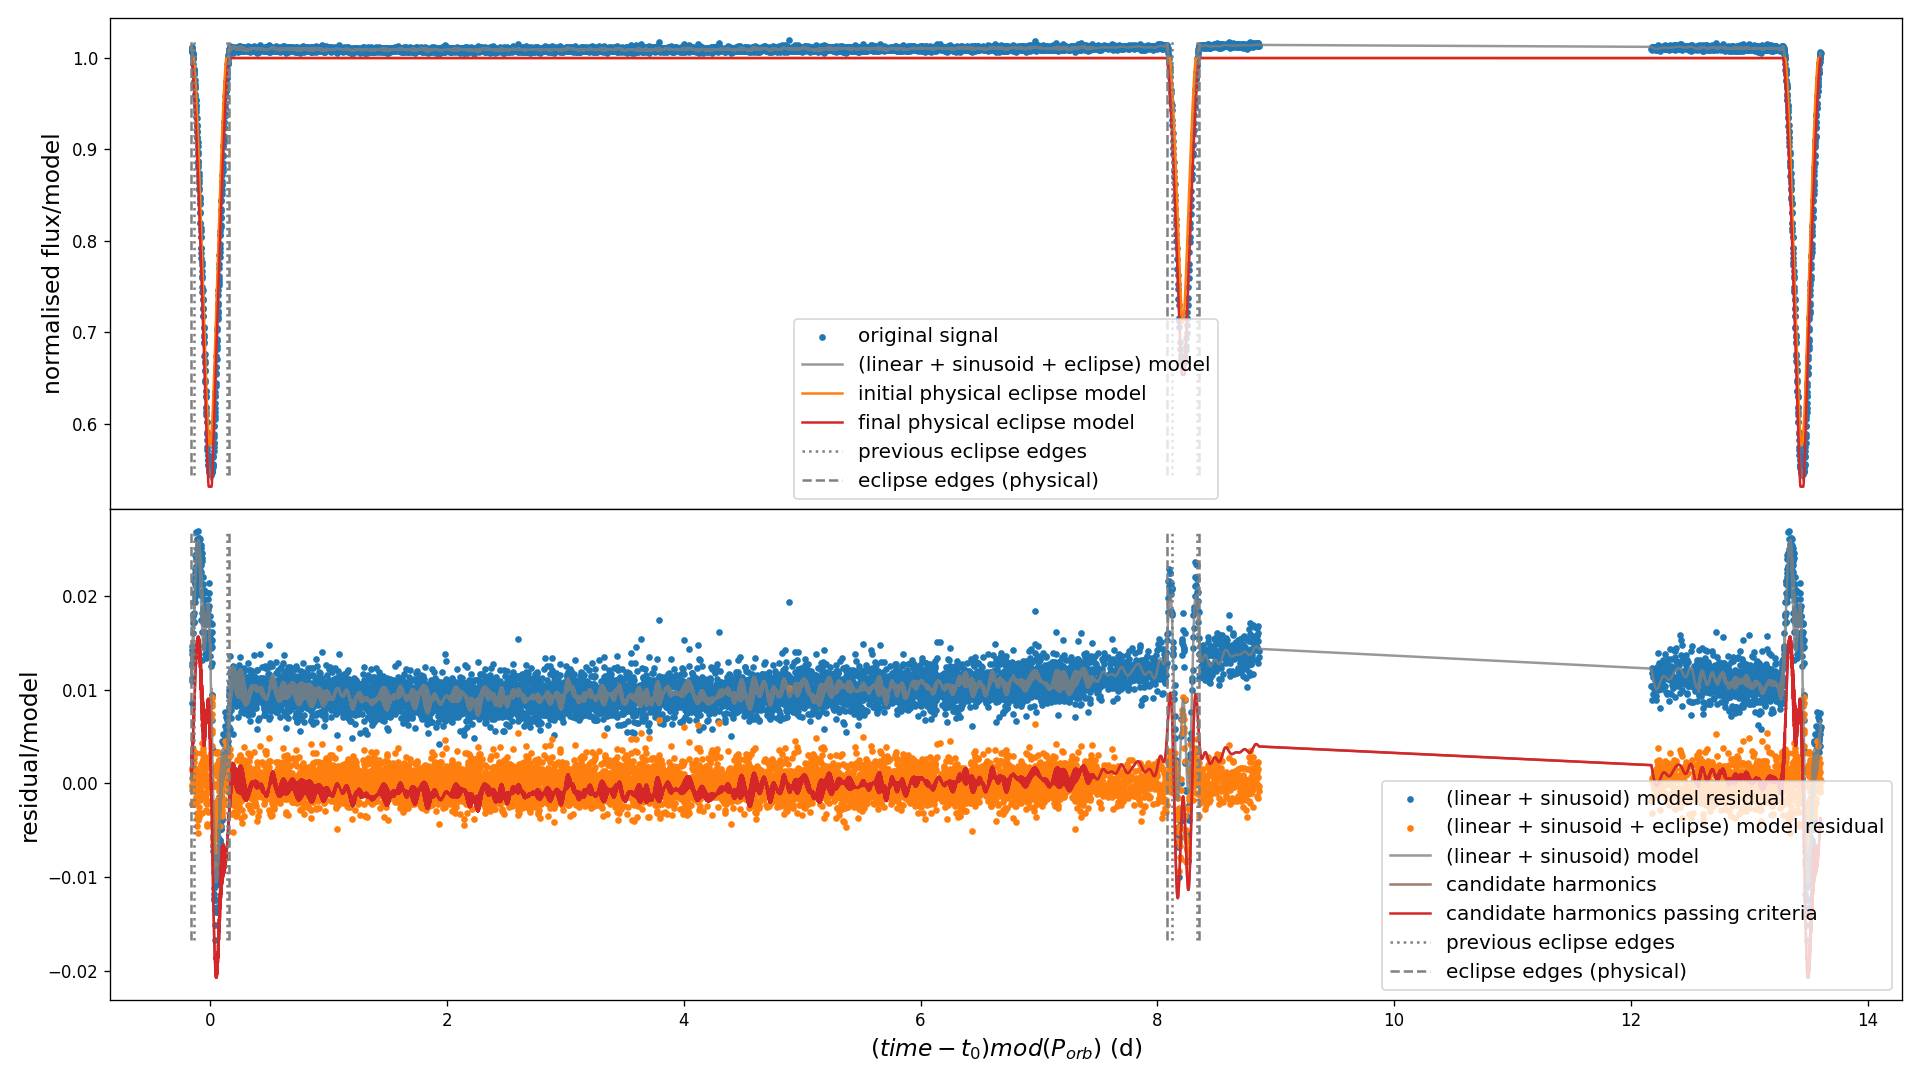 1.0
0.9
0.8
0.7
0.6
normalised flux/model
original signal
(linear + sinusoid + eclipse) model
initial physical eclipse model
final physical eclipse model
previous eclipse edges
eclipse edges (physical)
0.02
0.01
0.00
−0.01
−0.02
residual/model
(linear + sinusoid) model residual
(linear + sinusoid + eclipse) model residual
(linear + sinusoid) model
candidate harmonics
candidate harmonics passing criteria
previous eclipse edges
eclipse edges (physical)
0 2 4 6 8 10 12 14
(time − t₀)mod(P_orb) (d)